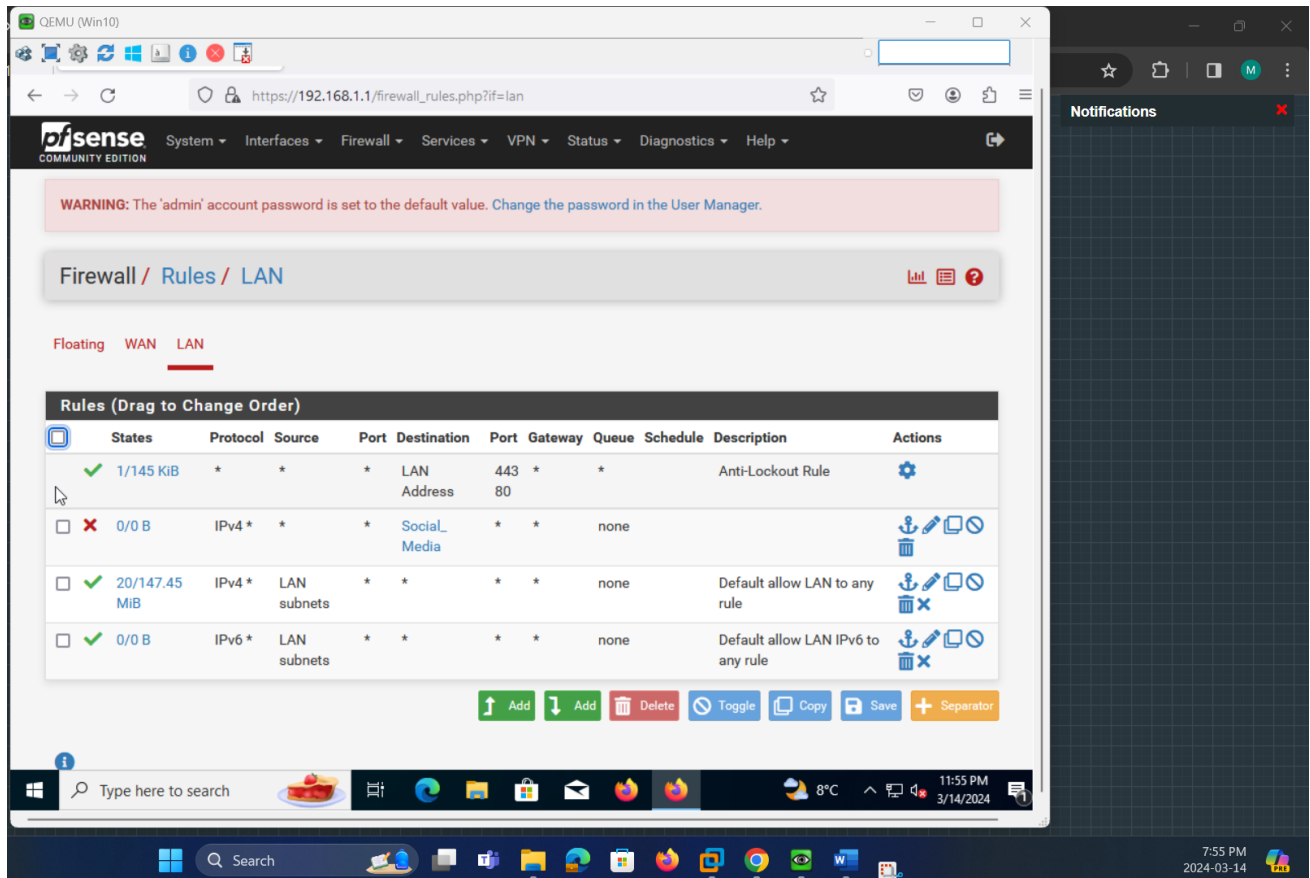 QEMU (Win10)
https://192.168.1.1/firewall_rules.php?if=lan
M
Notifications
pfsense
COMMUNITY EDITION
System Interfaces Firewall Services VPN Status Diagnostics Help
WARNING: The 'admin' account password is set to the default value. Change the password in the User Manager.
Firewall / Rules / LAN
Floating WAN LAN
Rules (Drag to Change Order)
States Protocol Source Port Destination Port Gateway Queue Schedule Description Actions
1/145 KiB * * * LAN 443 * * Anti-Lockout Rule
Address 80
0/0 B IPv4 * * * Social_ * * none
Media
20/147.45 IPv4 * LAN * * * * none Default allow LAN to any
MiB subnets rule
0/0 B IPv6 * LAN * * * * none Default allow LAN IPv6 to
subnets any rule
Add Add Delete Toggle Copy Save Separator
Type here to search
8°C
11:55 PM
3/14/2024
1
Search
7:55 PM
2024-03-14
PRE